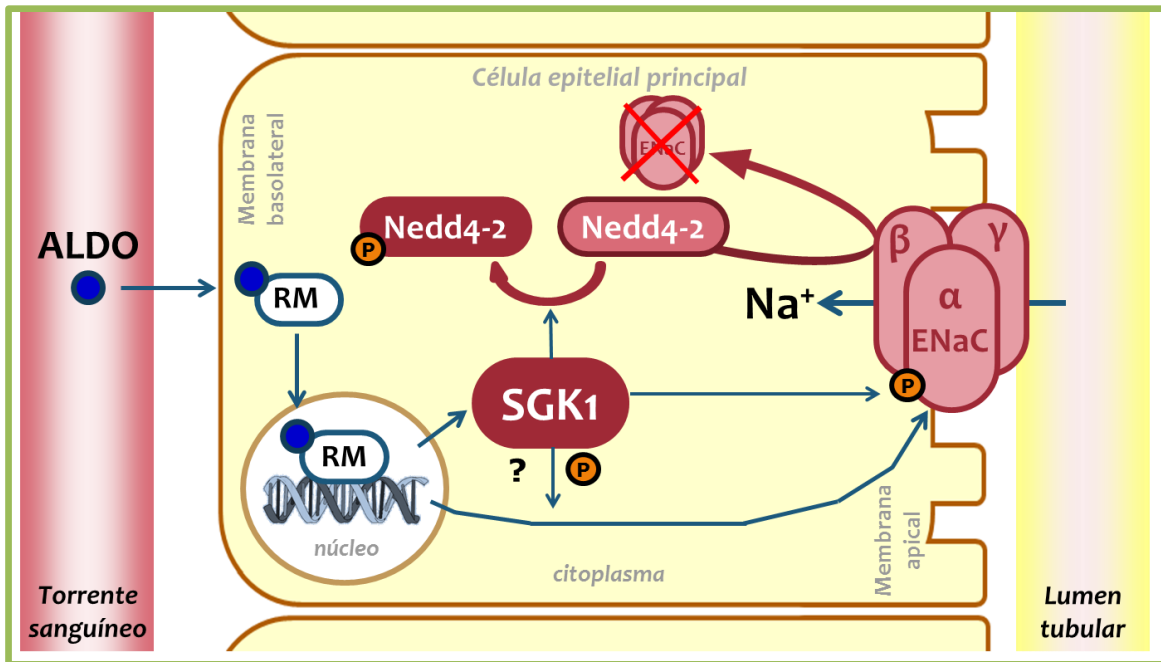 Célula epitelial principal
Membrana
basolateral
ENaC
Nedd4-2
P
Nedd4-2
β
γ
α
ENaC
P
ALDO
RM
Na⁺
SGK1
?
P
RM
núcleo
citoplasma
Membrana
apical
Torrente
sanguíneo
Lumen
tubular